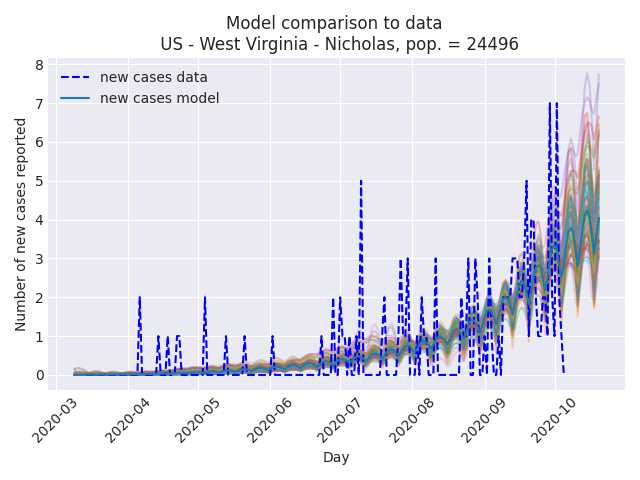 Model comparison to data
US - West Virginia - Nicholas, pop. = 24496
new cases data
new cases model
Number of new cases reported
8
7
6
5
4
3
2
1
0
2020-03
2020-04
2020-05
2020-06
2020-07
2020-08
2020-09
2020-10
Day